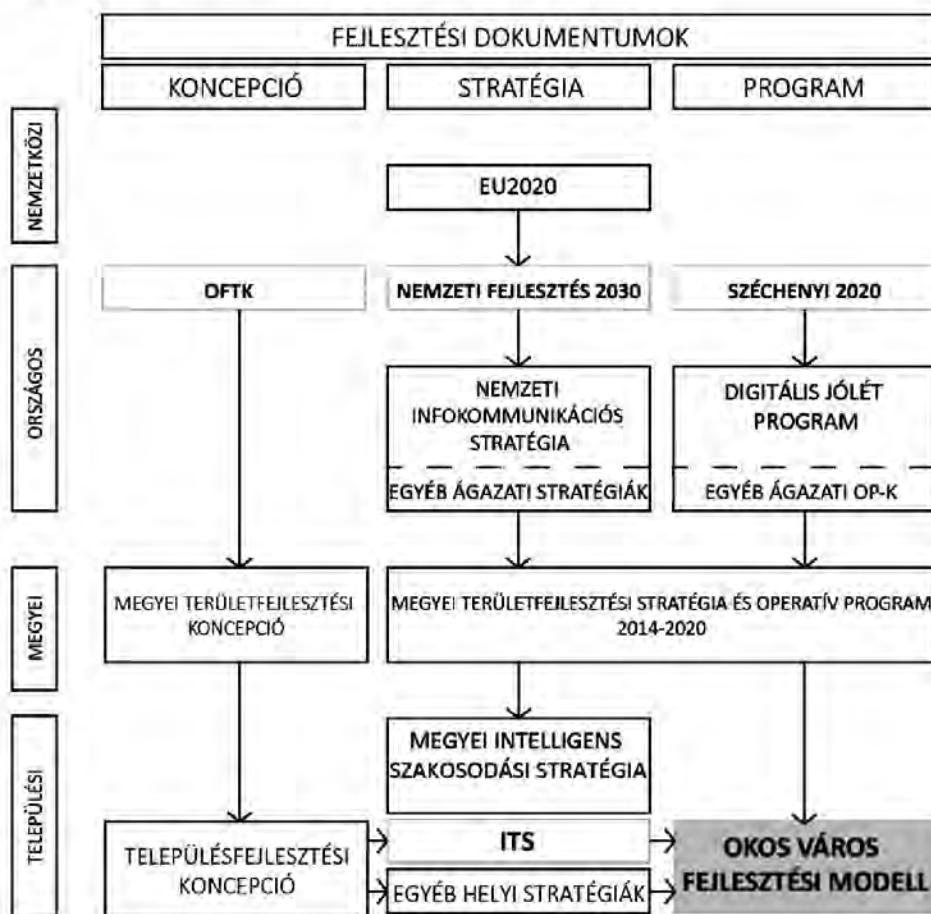 FEJLESZTÉSI DOKUMENTUMOK
KONCEPCIÓ
STRATÉGIA
PROGRAM
NEMZETKÖZI
EU2020
ORSZÁGOS
OFTK
NEMZETI FEJLESZTÉS 2030
SZÉCHENYI 2020
NEMZETI
INFOKOMMUNIKÁCIÓS
STRATÉGIA
DIGITÁLIS JÓLÉT
PROGRAM
EGYÉB ÁGAZATI STRATÉGIÁK
EGYÉB ÁGAZATI OP-K
MEGYEI
MEGYEI TERÜLETFEJLESZTÉSI
KONCEPCIÓ
MEGYEI TERÜLETFEJLESZTÉSI STRATÉGIA ÉS OPERATÍV PROGRAM
2014-2020
TELEPÜLÉSI
MEGYEI INTELLIGENS
SZAKOSODÁSI STRATÉGIA
TELEPÜLÉSFEJLESZTÉSI
KONCEPCIÓ
ITS
EGYÉB HELYI STRATÉGIÁK
OKOS VÁROS
FEJLESZTÉSI MODELL